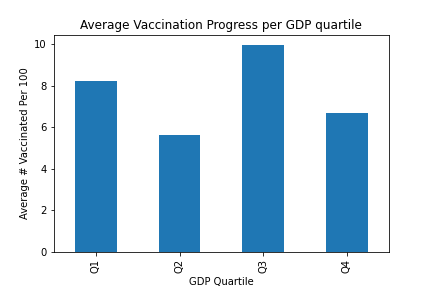 Average Vaccination Progress per GDP quartile
Average # Vaccinated Per 100
10
8
6
4
2
0
Q1
Q2
Q3
Q4
GDP Quartile